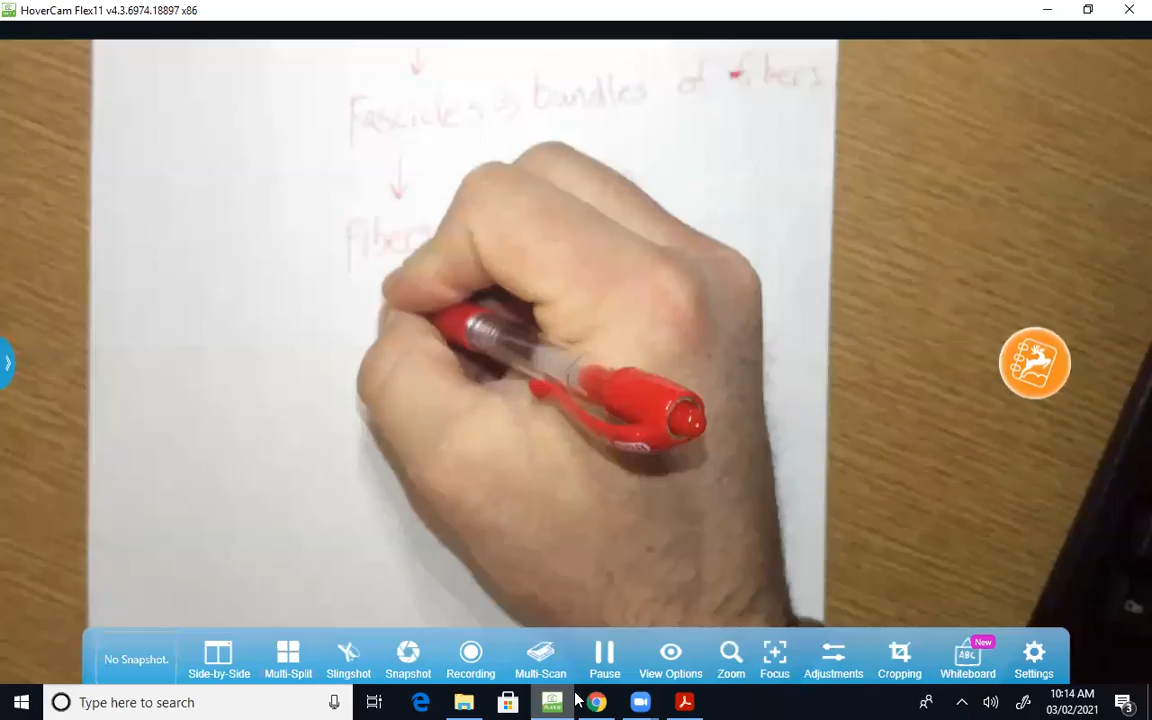 HoverCam Flex11 v4.3.6974.18897 x86
Fascicles → bundles of fibers
↓
fibers
New
No Snapshot.
Side-by-Side
Multi-Split
Slingshot
Snapshot
Recording
Multi-Scan
Pause
View Options
Zoom
Focus
Adjustments
Cropping
ABC
Whiteboard
Settings
Type here to search
10:14 AM
03/02/2021
3